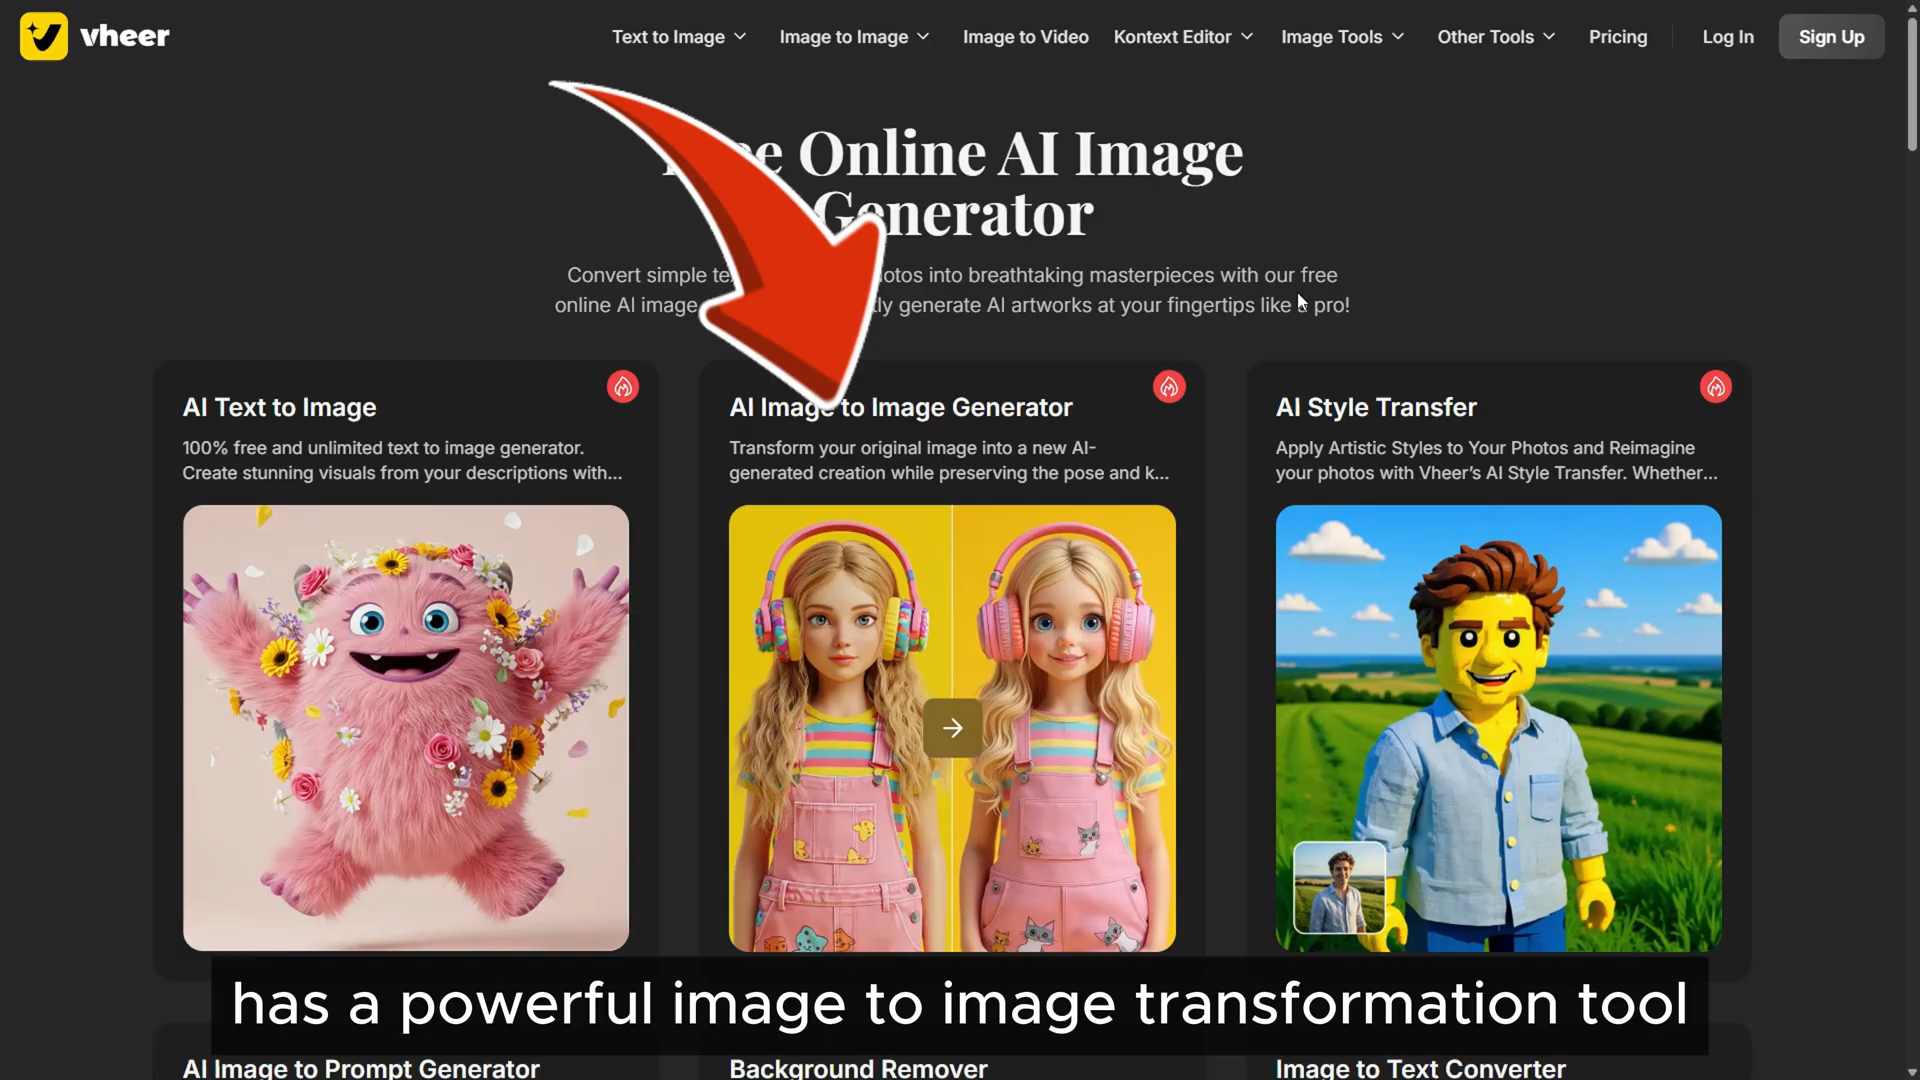 vheer
Text to Image
Image to Image
Image to Video
Kontext Editor
Image Tools
Other Tools
Pricing
Log In
Sign Up
Online AI Image
Generator
Convert simple photos into breathtaking masterpieces with our free
online AI image generate AI artworks at your fingertips like a pro!
AI Text to Image
100% free and unlimited text to image generator.
Create stunning visuals from your descriptions with...
AI Image to Image Generator
Transform your original image into a new AI-
generated creation while preserving the pose and k...
AI Style Transfer
Apply Artistic Styles to Your Photos and Reimagine
your photos with Vheer's AI Style Transfer. Whether...
has a powerful image to image transformation tool
AI Image to Prompt Generator
Background Remover
Image to Text Converter